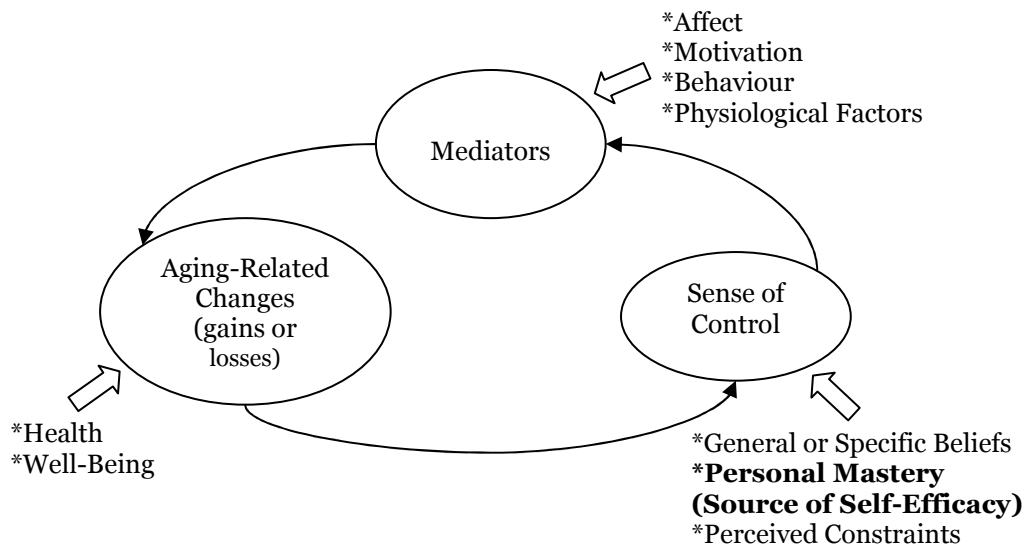 *Affect
*Motivation
*Behaviour
*Physiological Factors
Mediators
Aging-Related
Changes
(gains or
losses)
Sense of
Control
*Health
*Well-Being
*General or Specific Beliefs
*Personal Mastery
(Source of Self-Efficacy)
*Perceived Constraints